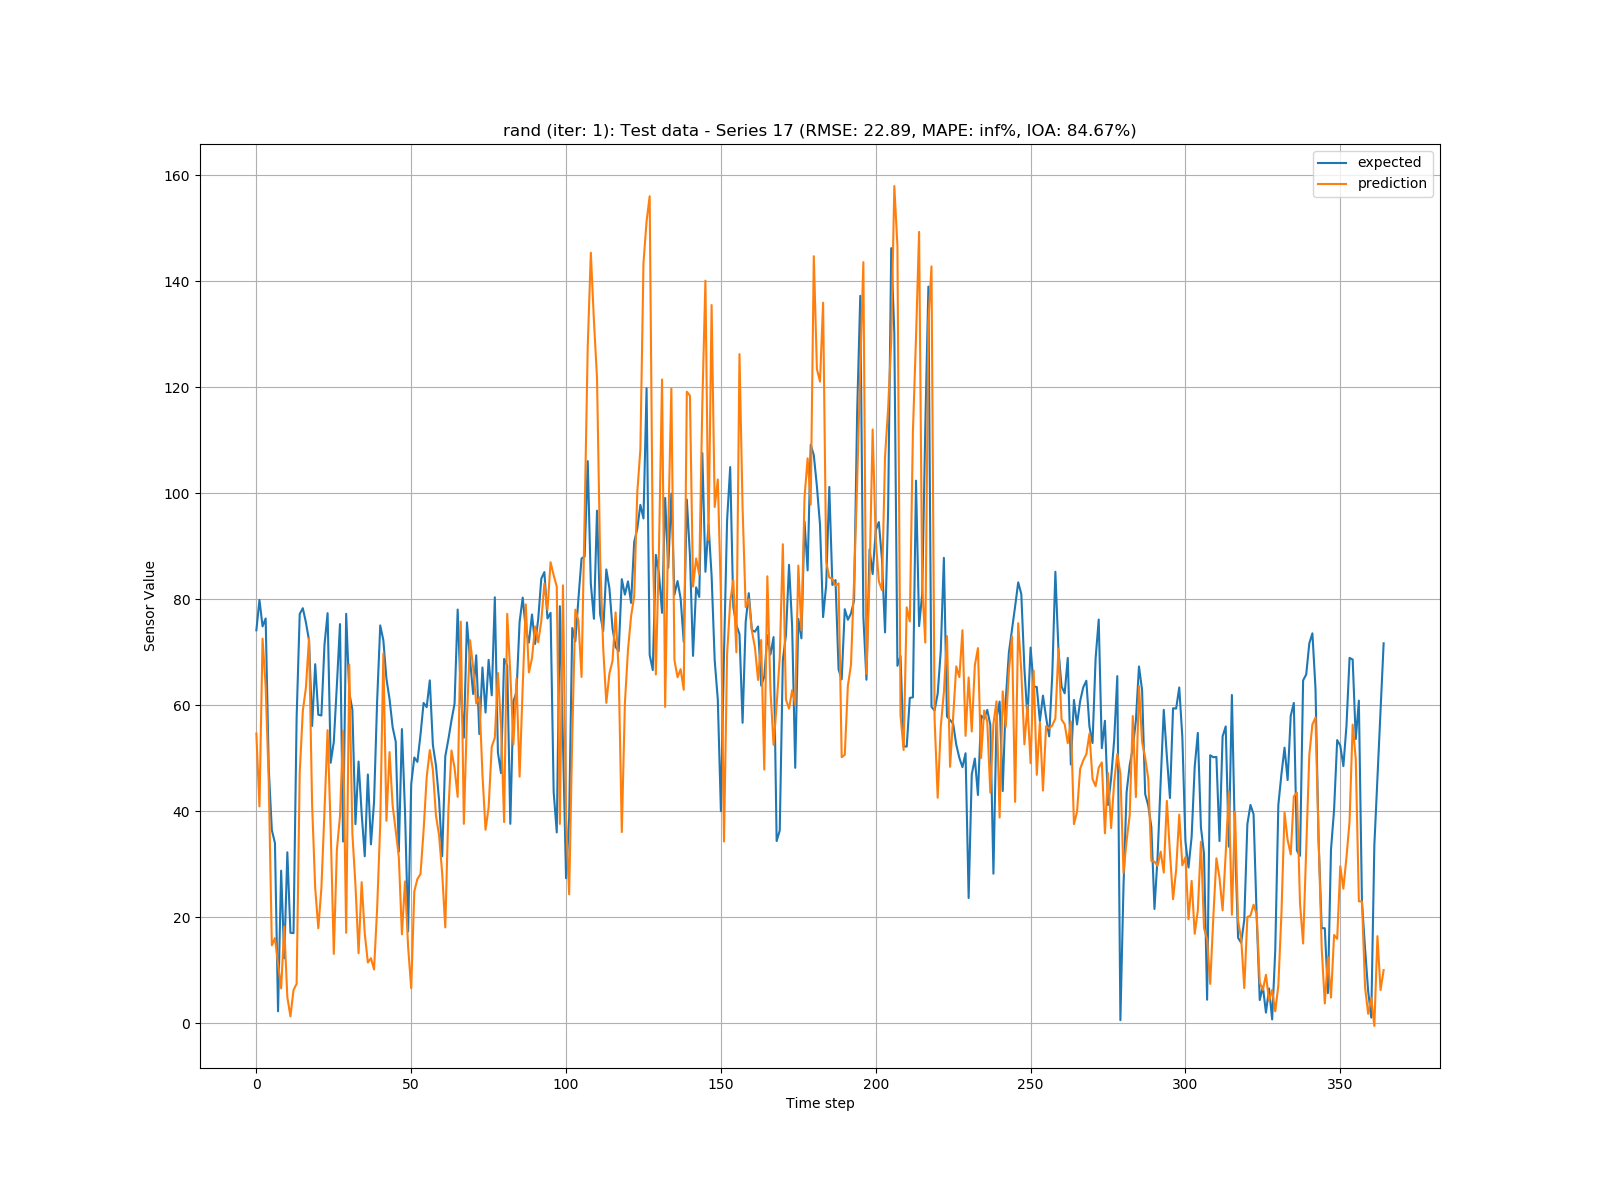 rand (iter: 1): Test data - Series 17 (RMSE: 22.89, MAPE: inf%, IOA: 84.67%)
expected
prediction
160
140
120
100
80
60
40
20
0
Sensor Value
0 50 100 150 200 250 300 350
Time step